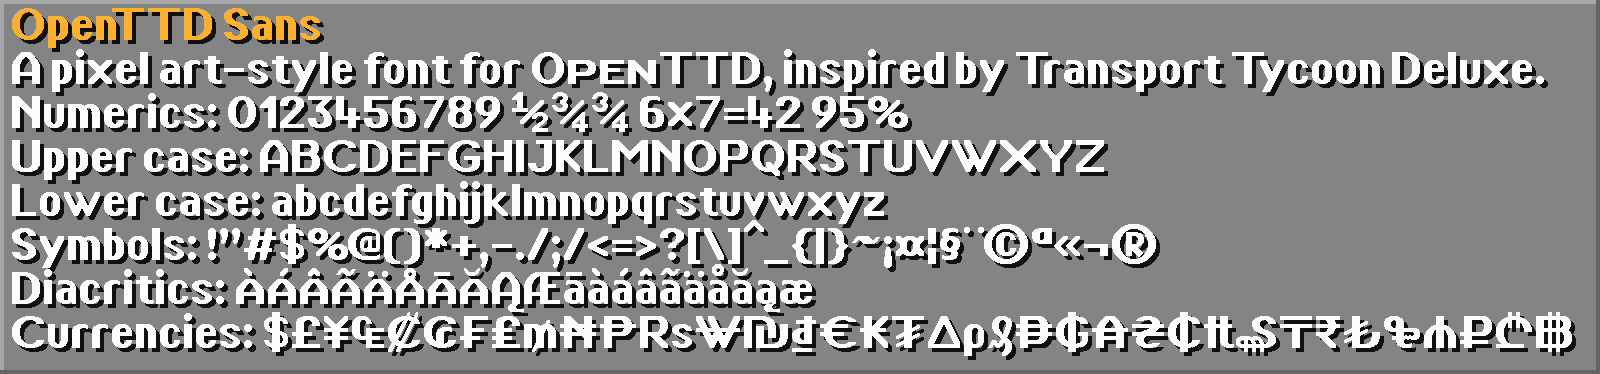 OpenTTD Sans
A pixel art-style font for OpenTTD, inspired by Transport Tycoon Deluxe.
Numerics: 0123456789 ½¾¾ 6x7=42 95%
Upper case: ABCDEFGHIJKLMNOPQRSTUVWXYZ
Lower case: abcdefghijklmnopqrstuvwxyz
Symbols: !"#$%@()*+,-./;/<=>?[\]^_{|}~¡¤¦§¨©ª«¬®
Diacritics: ÀÁÂÃÄÅĀĂĄÆāàáâãäåăąæ
Currencies: $£¥₠₡₢₣₤₥₦₱₨₩₪₫€₭₮∆ρ₰₱₲₳₴₵₶₷₸₹₺₻₼₽₾₿